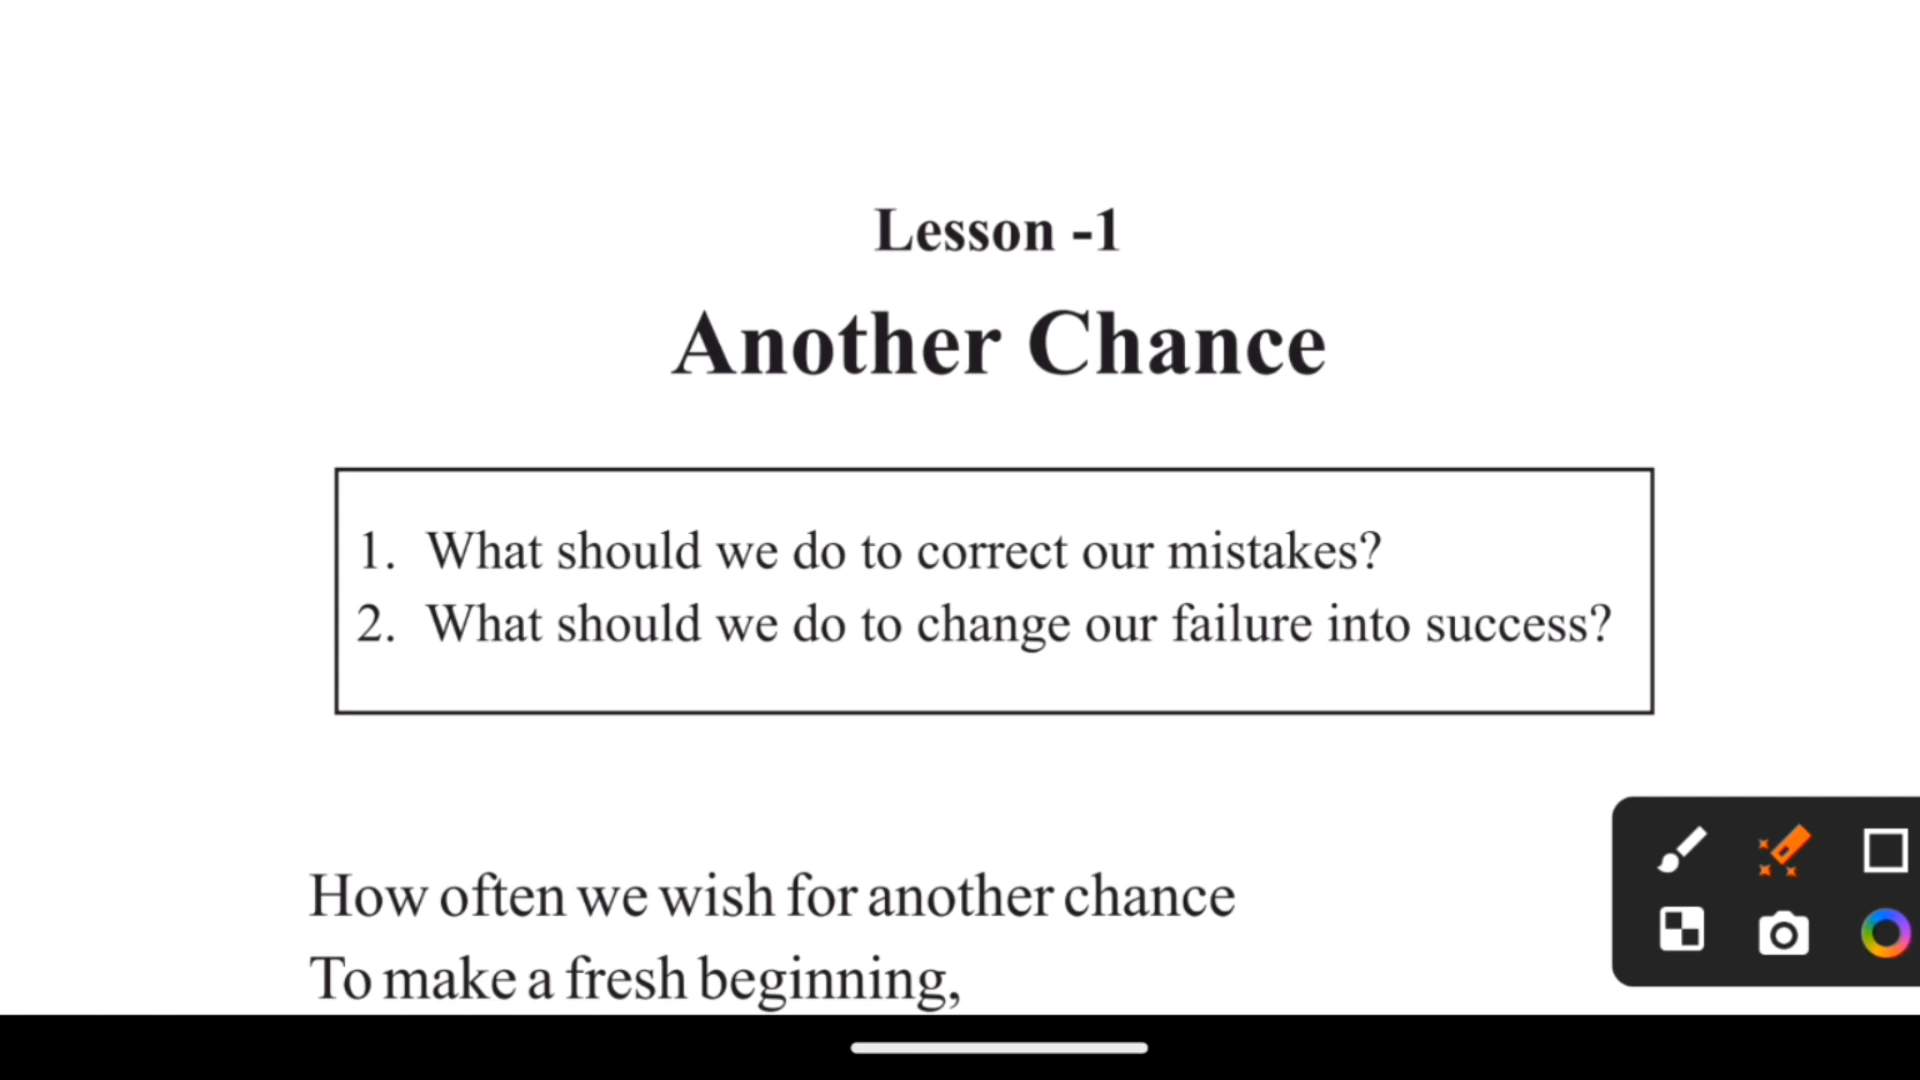 Lesson -1
Another Chance
1. What should we do to correct our mistakes?
2. What should we do to change our failure into success?
How often we wish for another chance
To make a fresh beginning,